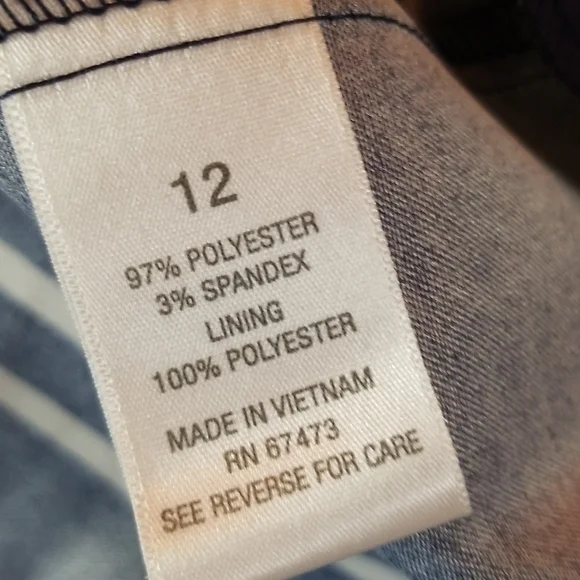 12
97% POLYESTER
3% SPANDEX
LINING
100% POLYESTER
MADE IN VIETNAM
RN 67473
SEE REVERSE FOR CARE